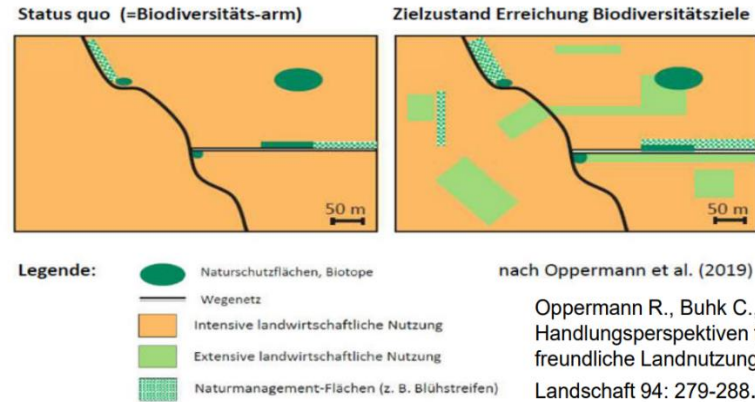 Status quo (=Biodiversitäts-arm)
Zielzustand Erreichung Biodiversitätsziele
50 m
50 m
Legende:
Naturschutzflächen, Biotope
Wegenetz
Intensive landwirtschaftliche Nutzung
Extensive landwirtschaftliche Nutzung
Naturmanagement-Flächen (z. B. Blühstreifen)
nach Oppermann et al. (2019)
Oppermann R., Buhk C.,
Handlungsperspektiven
freundliche Landnutzung
Landschaft 94: 279-288.